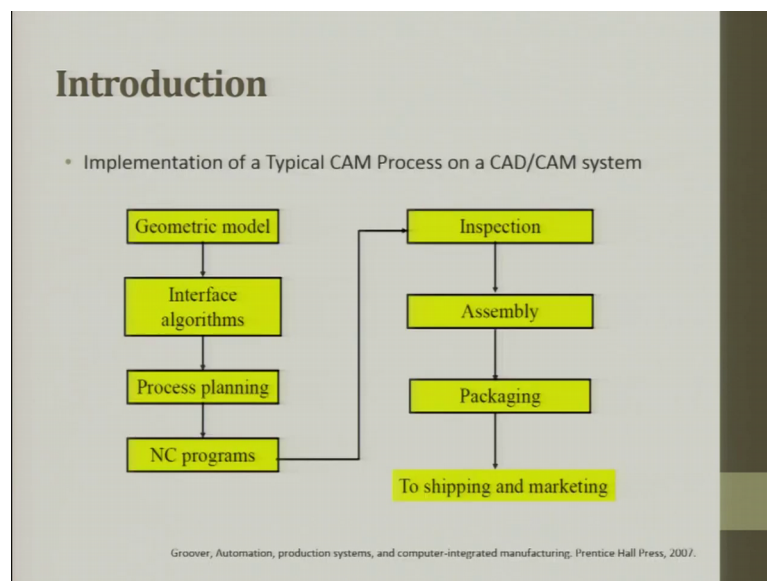 Introduction
• Implementation of a Typical CAM Process on a CAD/CAM system
Geometric model
Interface
algorithms
Process planning
NC programs
Inspection
Assembly
Packaging
To shipping and marketing
Groover, Automation, production systems, and computer-integrated manufacturing. Prentice Hall Press, 2007.